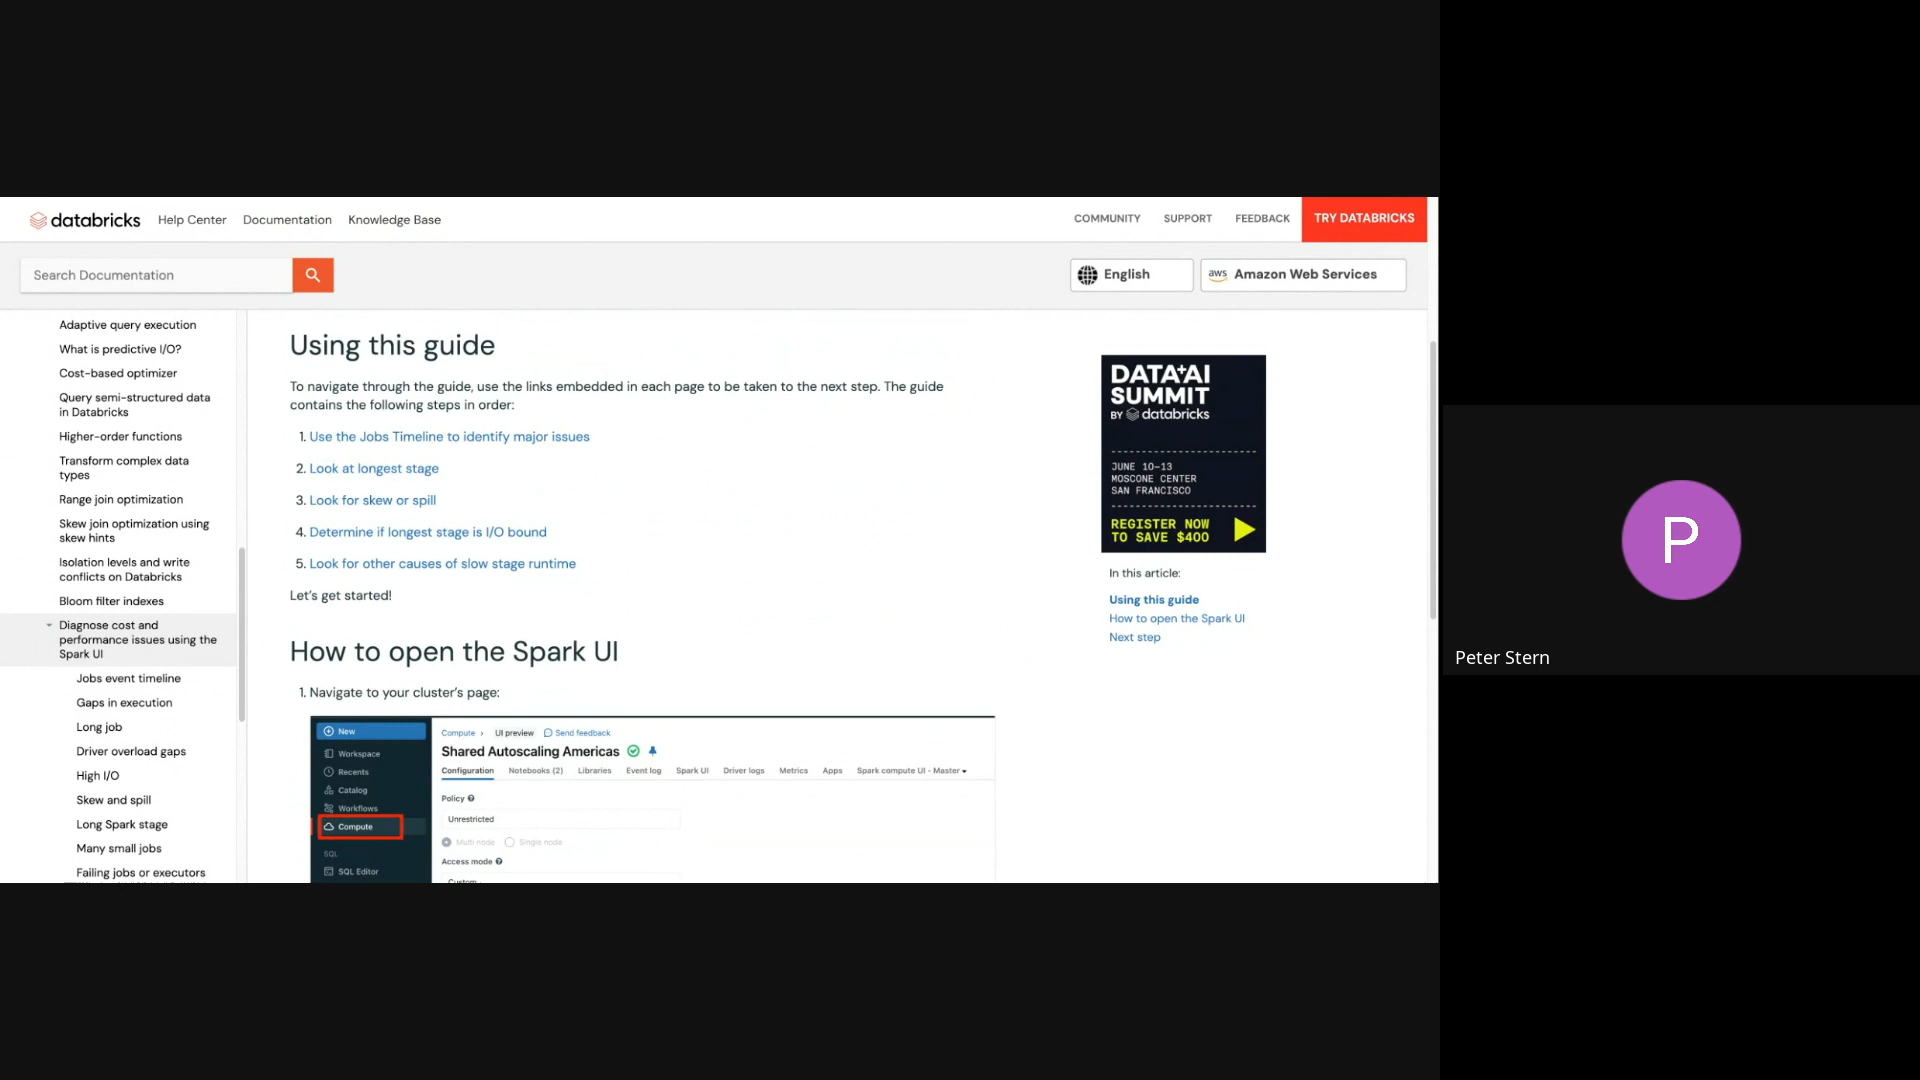 databricks Help Center Documentation Knowledge Base
COMMUNITY SUPPORT FEEDBACK TRY DATABRICKS
Search Documentation
English
aws Amazon Web Services
Adaptive query execution
What is predictive I/O?
Cost-based optimizer
Query semi-structured data
in Databricks
Higher-order functions
Transform complex data
types
Range join optimization
Skew join optimization using
skew hints
Isolation levels and write
conflicts on Databricks
Bloom filter indexes
Diagnose cost and
performance issues using the
Spark UI
Jobs event timeline
Gaps in execution
Long job
Driver overload gaps
High I/O
Skew and spill
Long Spark stage
Many small jobs
Failing jobs or executors
Using this guide
To navigate through the guide, use the links embedded in each page to be taken to the next step. The guide
contains the following steps in order:
1. Use the Jobs Timeline to identify major issues
2. Look at longest stage
3. Look for skew or spill
4. Determine if longest stage is I/O bound
5. Look for other causes of slow stage runtime
Let's get started!
How to open the Spark UI
1. Navigate to your cluster's page:
New
Workspace
Recents
Catalog
Workflows
Compute
SQL
SQL Editor
Compute › UI preview Send feedback
Shared Autoscaling Americas
Configuration Notebooks (2) Libraries Event log Spark UI Driver logs Metrics Apps Spark compute UI - Master
Policy
Unrestricted
Multi node Single node
Access mode
Custom
DATA+AI
SUMMIT
BY databricks
JUNE 10-13
MOSCONE CENTER
SAN FRANCISCO
REGISTER NOW
TO SAVE $400
In this article:
Using this guide
How to open the Spark UI
Next step
P
Peter Stern